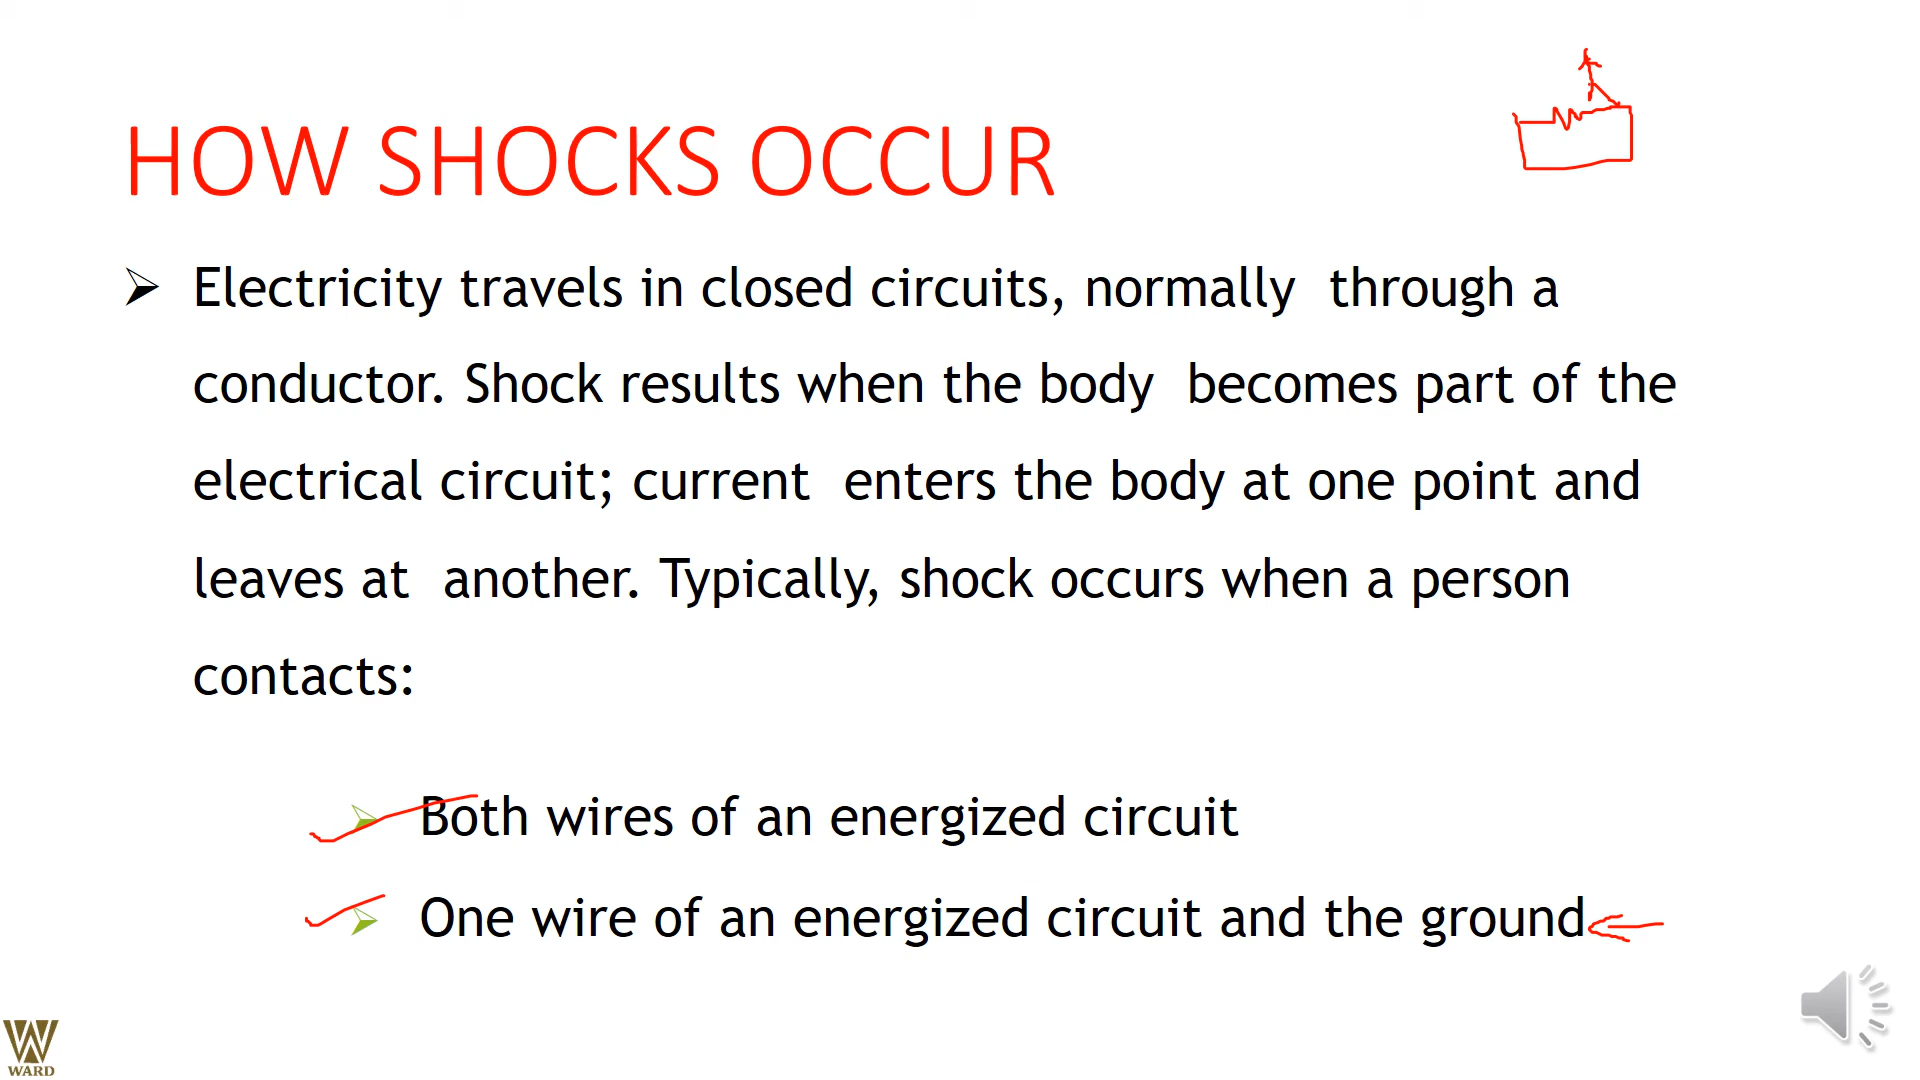 HOW SHOCKS OCCUR
Electricity travels in closed circuits, normally through a
conductor. Shock results when the body becomes part of the
electrical circuit; current enters the body at one point and
leaves at another. Typically, shock occurs when a person
contacts:
Both wires of an energized circuit
One wire of an energized circuit and the ground
WARD